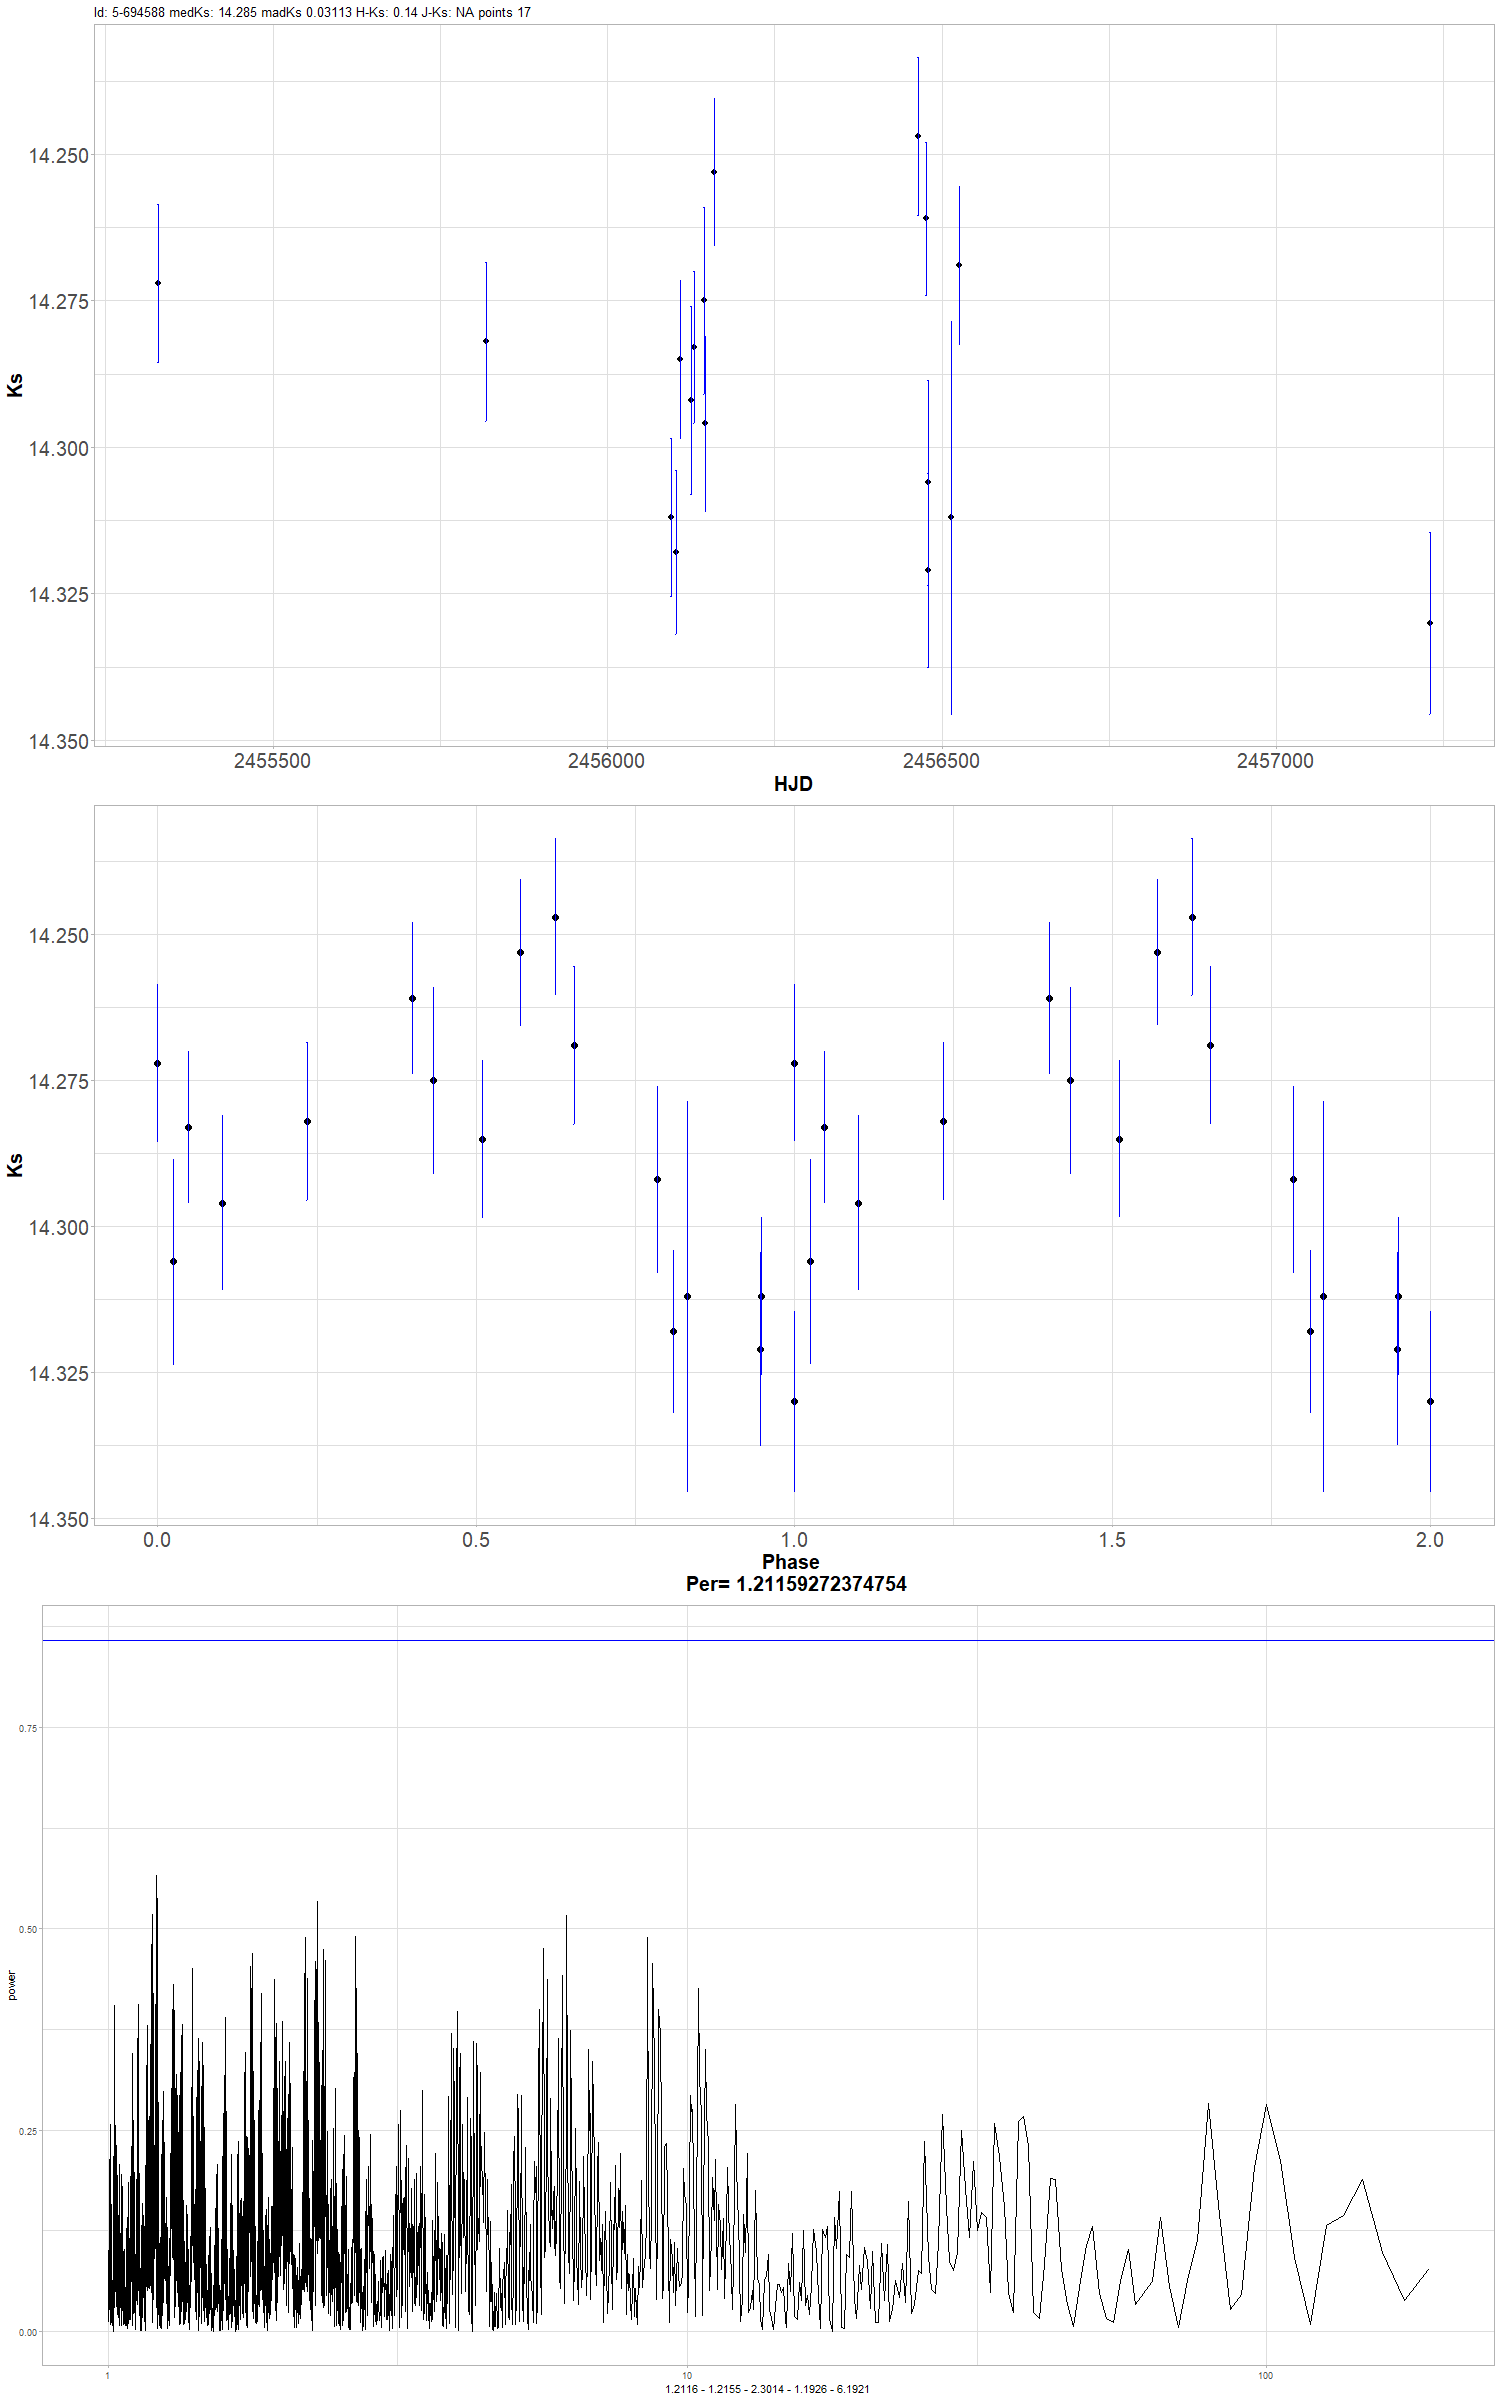 Id: 5-694588 medKs: 14.285 madKs 0.03113 H-Ks: 0.14 J-Ks: NA points 17
14.250
14.275
14.300
14.325
14.350
Ks
2455500 2456000 2456500 2457000
HJD
14.250
14.275
14.300
14.325
14.350
Ks
0.0 0.5 1.0 1.5 2.0
Phase
Per= 1.21159272374754
0.75
0.50
0.25
0.00
power
1 10 100
1.2116 - 1.2155 - 2.3014 - 1.1926 - 6.1921